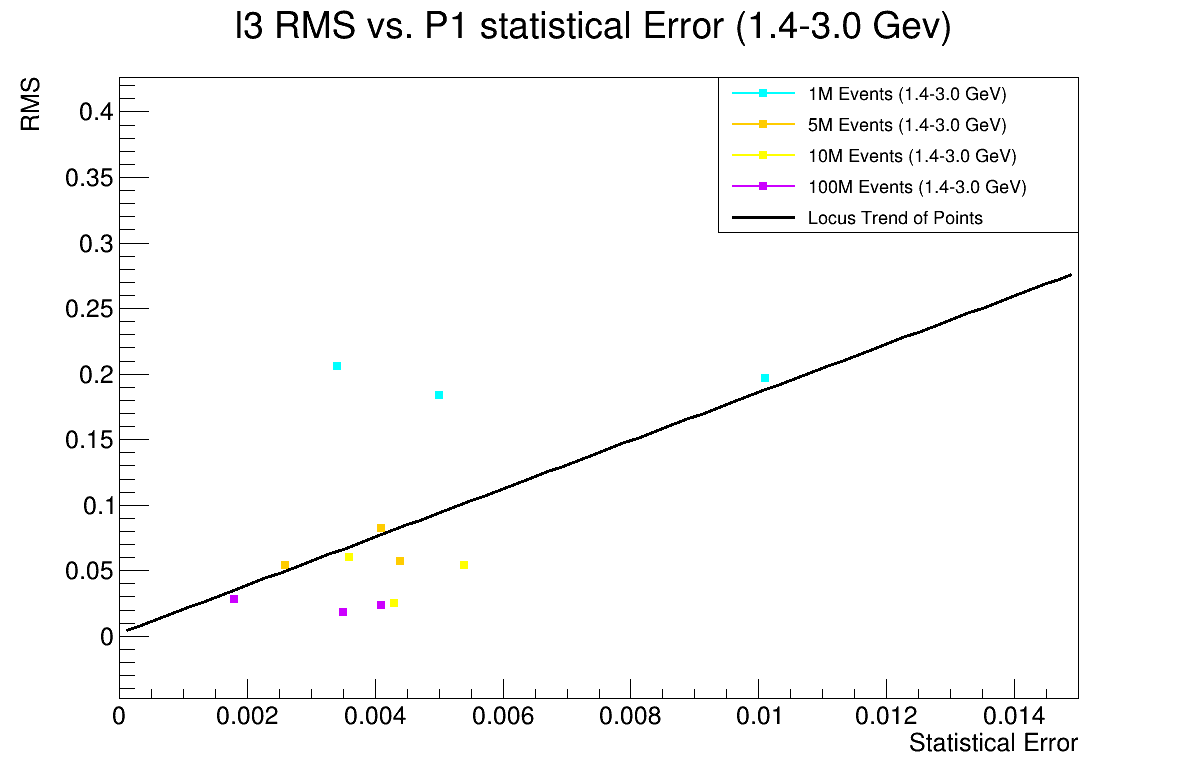 I3 RMS vs. P1 statistical Error (1.4-3.0 Gev)
RMS
1M Events (1.4-3.0 GeV)
5M Events (1.4-3.0 GeV)
10M Events (1.4-3.0 GeV)
100M Events (1.4-3.0 GeV)
Locus Trend of Points
0.4
0.35
0.3
0.25
0.2
0.15
0.1
0.05
0
0 0.002 0.004 0.006 0.008 0.01 0.012 0.014
Statistical Error